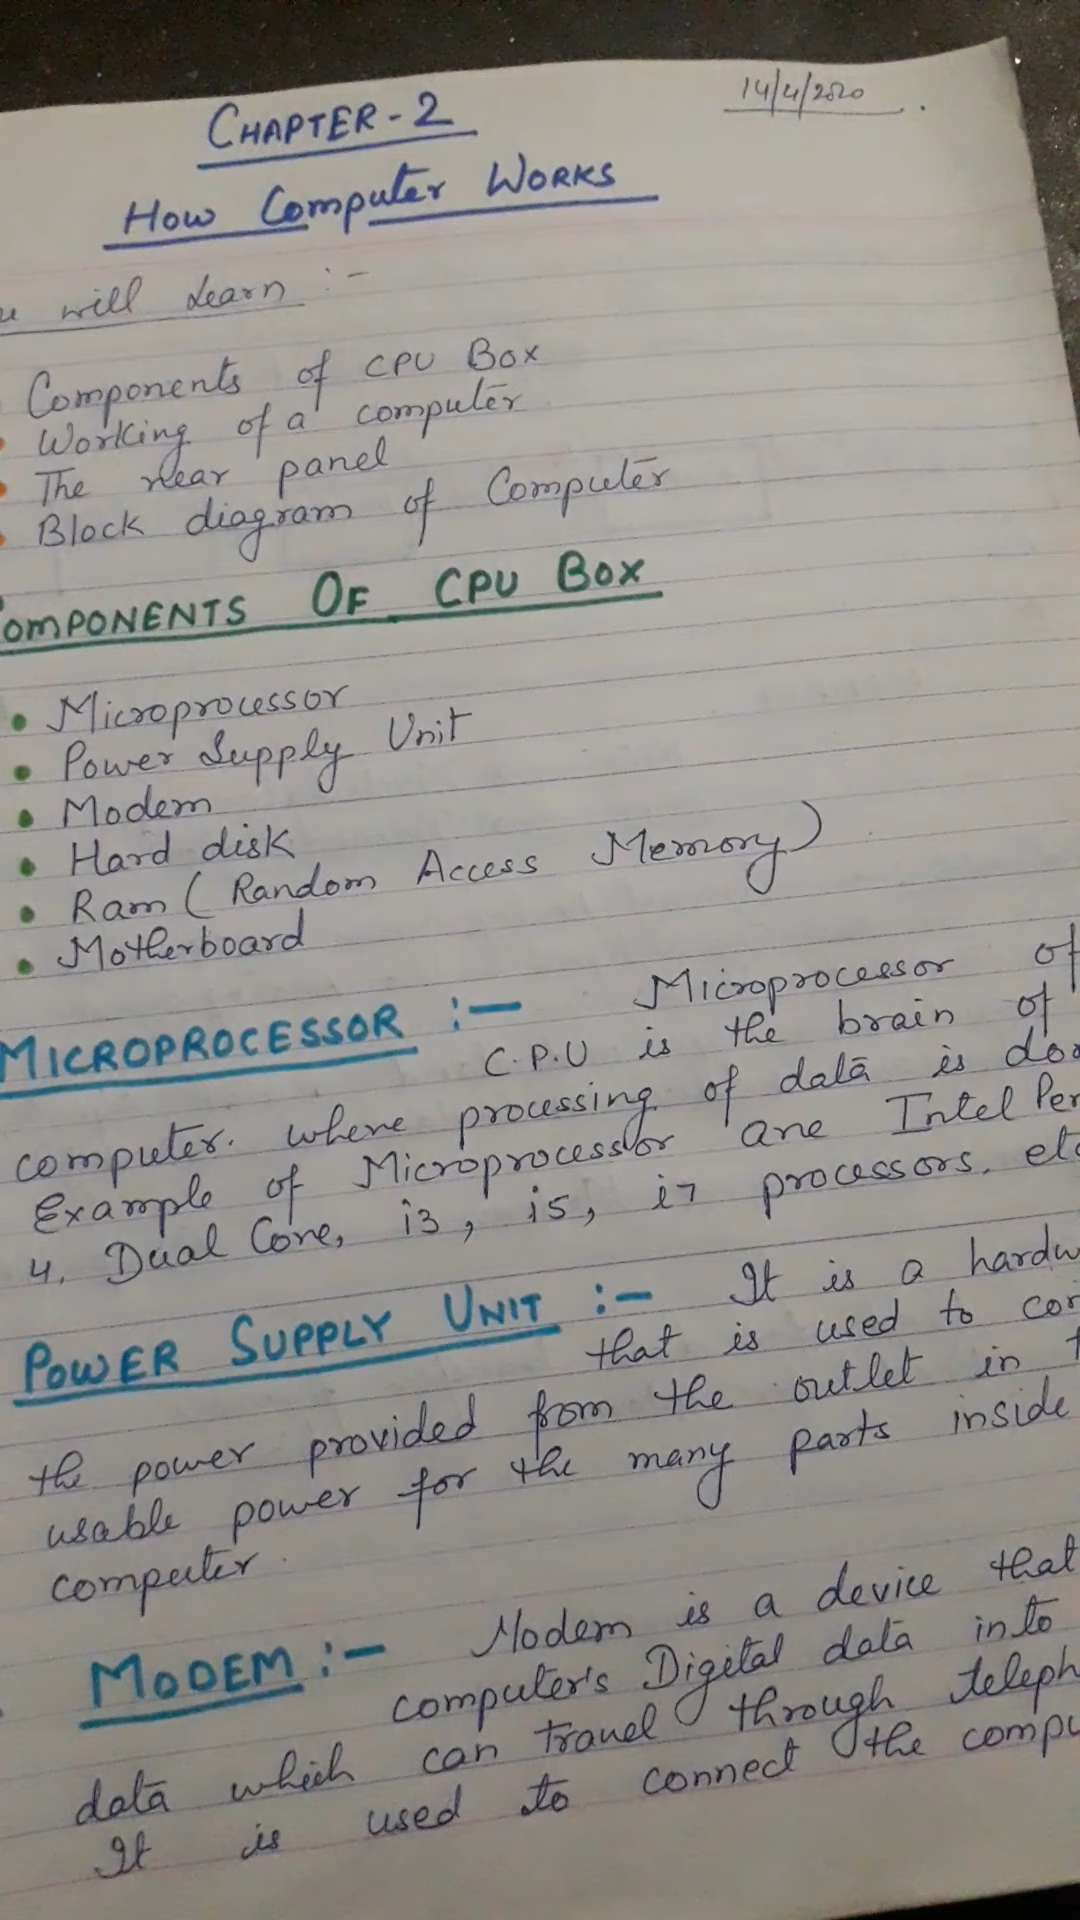 14/4/2020
CHAPTER-2
HOW COMPUTER WORKS
will Learn :-
Components of CPU Box
Working of a computer
The rear panel
Block diagram of Computer
COMPONENTS OF CPU BOX
• Microprocessor
• Power Supply Unit
• Modem
• Hard disk
• Ram ( Random Access Memory)
• Motherboard
MICROPROCESSOR :- Microprocessor of
C.P.U is the brain of
computer. where processing of data is
Example of Microprocessor are Intel
4. Dual Core, i3, i5, i7 processors. etc
POWER SUPPLY UNIT :- It is a
that is used to
the power provided from the outlet in
usable power for the many parts inside
computer.
MODEM :- Modem is a device that
computer's Digital data into
data which can travel through
It is used to connect the